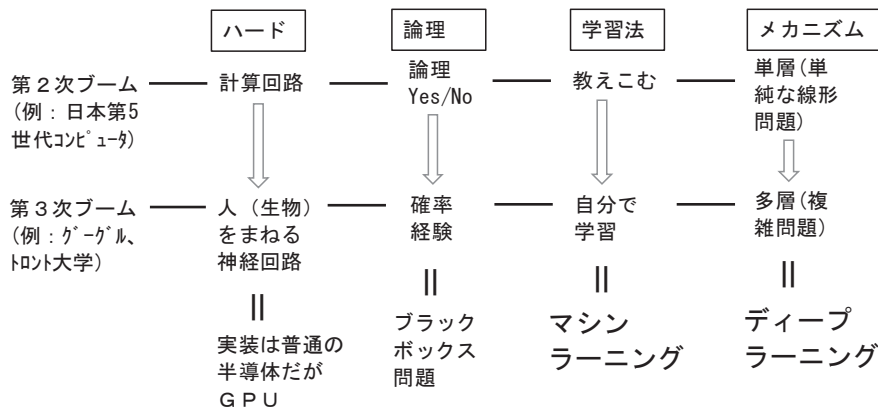 ハード
論理
学習法
メカニズム
第２次ブーム
(例：日本第5
世代ｺﾝﾋﾟｭｰﾀ)
計算回路
論理
Yes/No
教えこむ
単層(単
純な線形
問題)
第３次ブーム
(例：ｸﾞｰｸﾞﾙ、
ﾄﾛﾝﾄ大学)
人（生物）
をまねる
神経回路
確率
経験
自分で
学習
多層(複
雑問題)
||
||
||
||
実装は普通の
半導体だが
ＧＰＵ
ブラック
ボックス
問題
マシン
ラーニング
ディープ
ラーニング